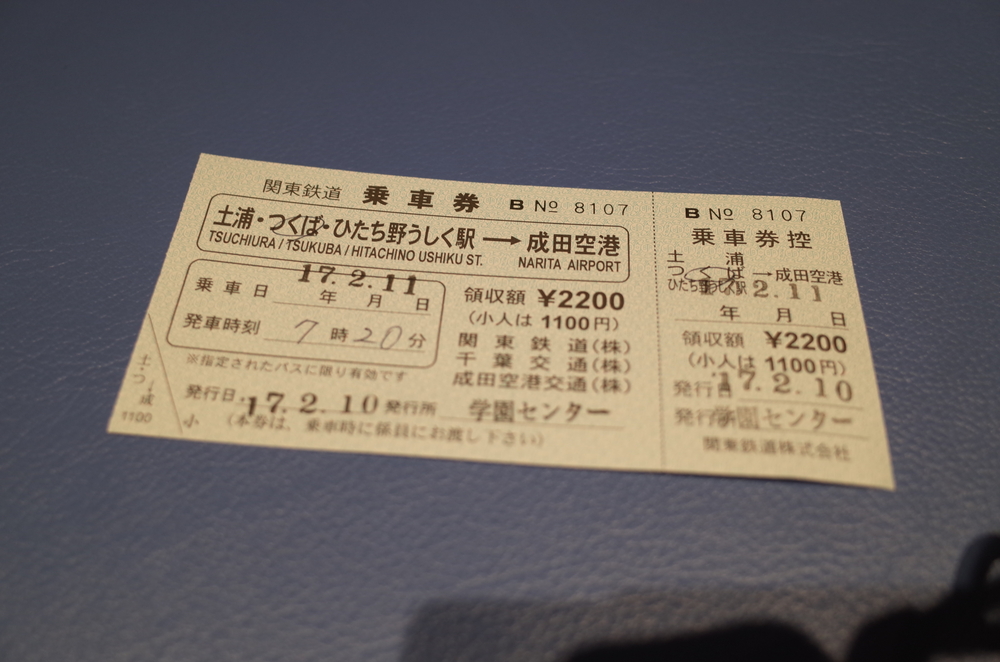 関東鉄道 乗車券 B No 8107
土浦・つくば・ひたち野うしく駅→成田空港
TSUCHIURA / TSUKUBA / HITACHINO USHIKU ST. NARITA AIRPORT
17.2.11
乗車日 年 月 日
発車時刻 7時20分
※指定されたバスに限り有効です
領収額 ¥2200
(小人は 1100円)
関東鉄道(株)
千葉交通(株)
成田空港交通(株)
発行日 17.2.10 発行所 学園センター
(本券は、乗車時に係員にお渡し下さい)
土・つ→成
1100
小
B No 8107
乗車券控
土浦
つくば→成田空港
ひたち野うしく駅
17.2.11
年 月 日
領収額 ¥2200
(小人は 1100円)
発行日 17.2.10
発行所 学園センター
関東鉄道株式会社